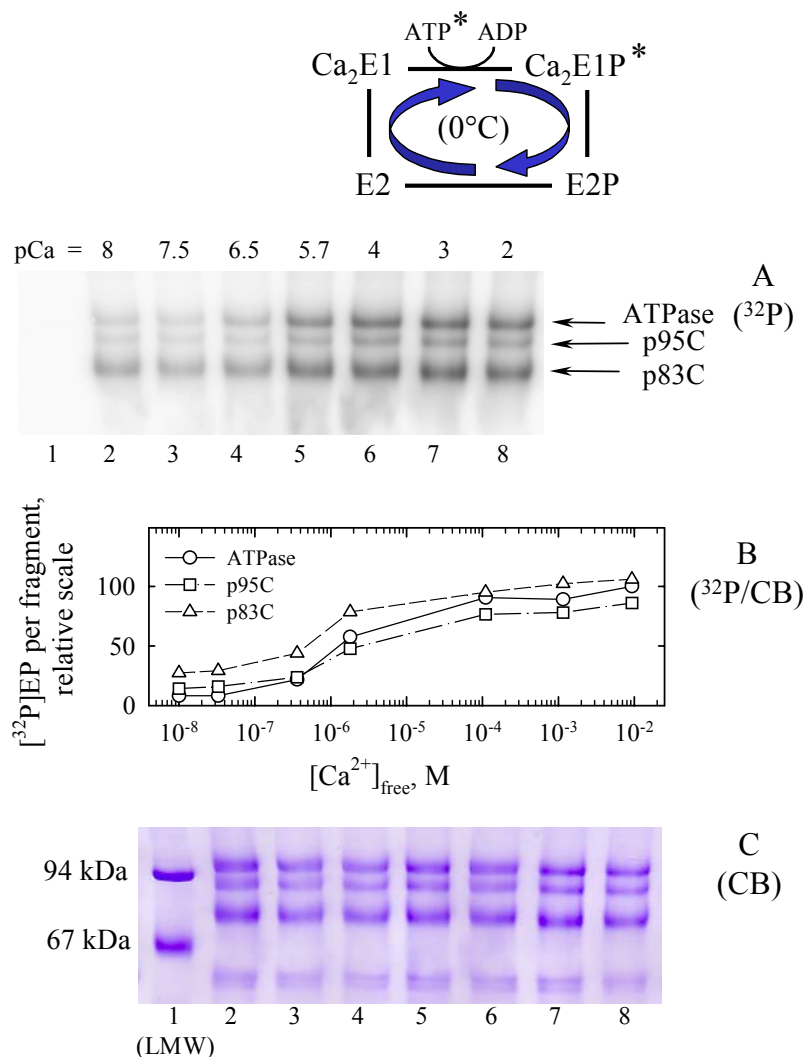 ATP* ADP
Ca₂E1 Ca₂E1P*
(0°C)
E2 E2P
pCa = 8 7.5 6.5 5.7 4 3 2
A
(³²P)
ATPase
p95C
p83C
1 2 3 4 5 6 7 8
[³²P]EP per fragment,
relative scale
100
50
0
ATPase
p95C
p83C
B
(³²P/CB)
10⁻⁸ 10⁻⁷ 10⁻⁶ 10⁻⁵ 10⁻⁴ 10⁻³ 10⁻²
[Ca²⁺]free, M
C
(CB)
94 kDa
67 kDa
1 2 3 4 5 6 7 8
(LMW)